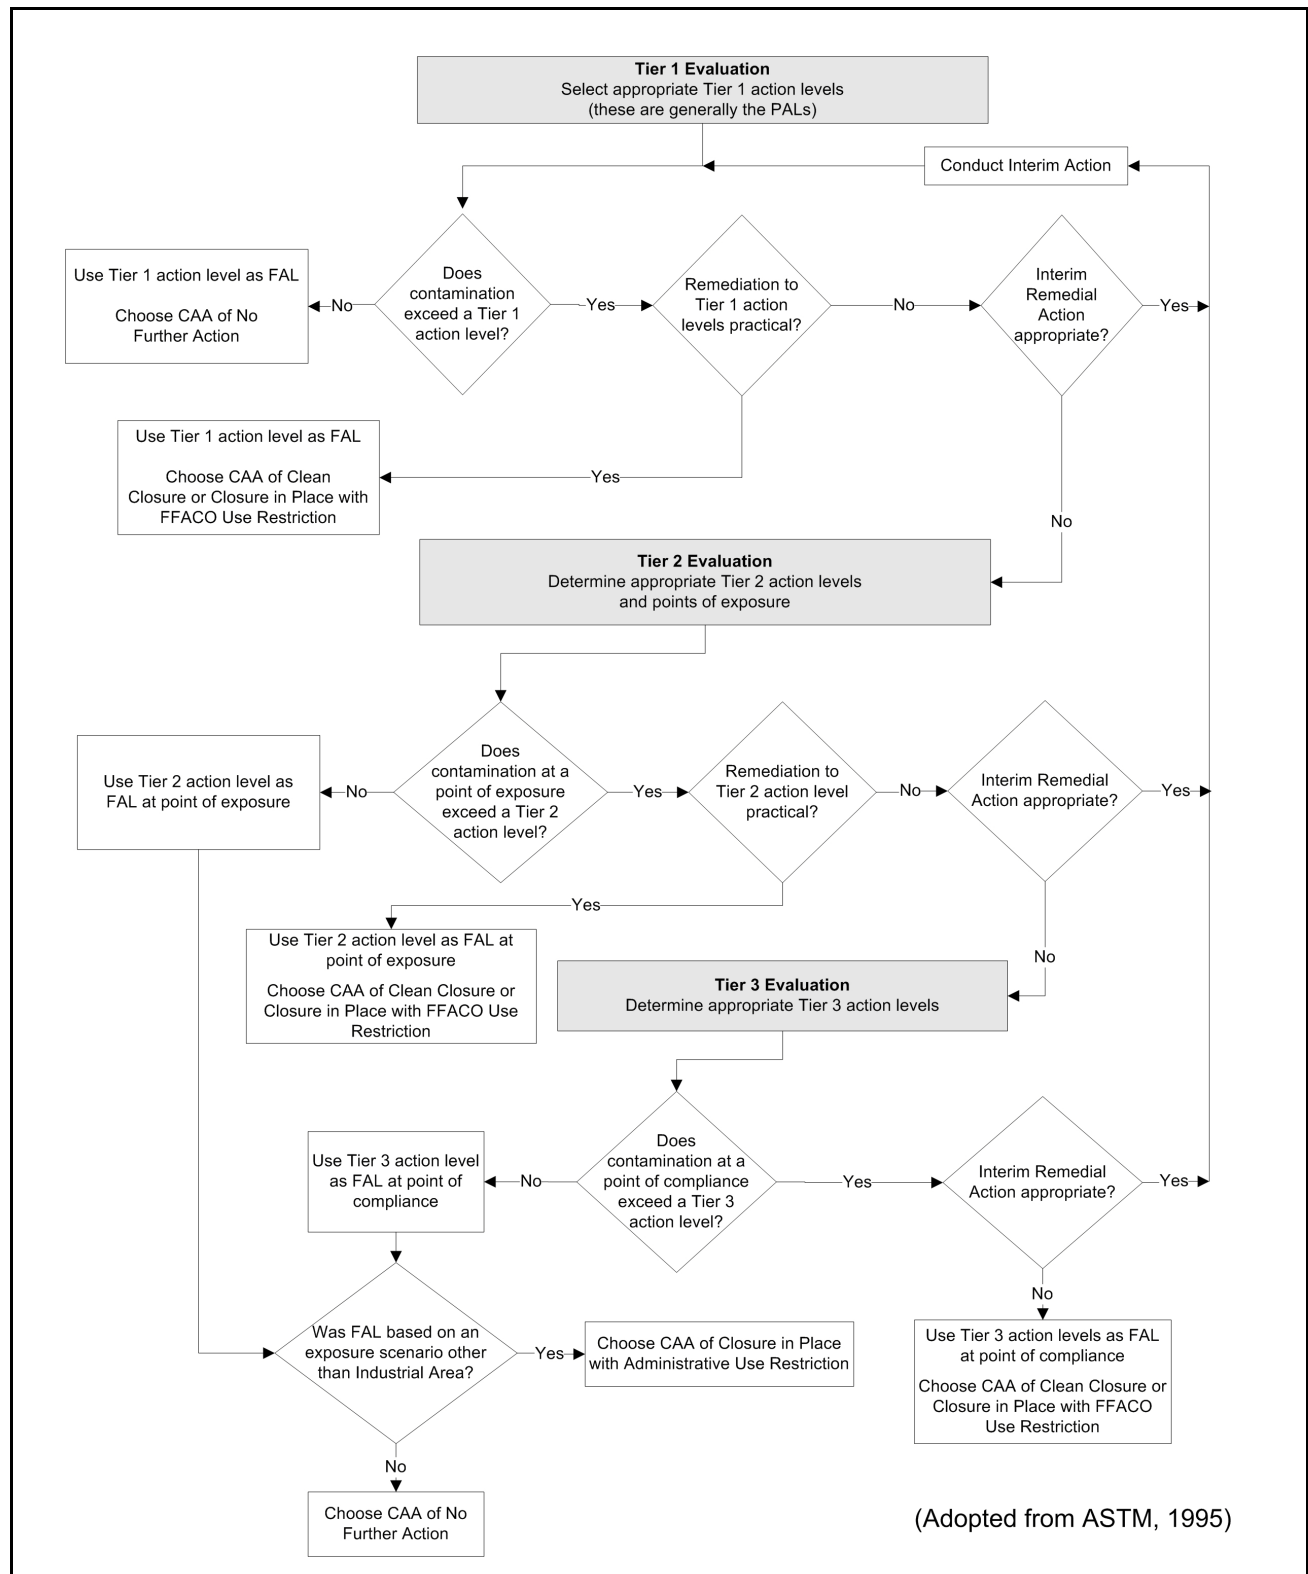 Tier 1 Evaluation
Select appropriate Tier 1 action levels
(these are generally the PALs)
Conduct Interim Action
Use Tier 1 action level as FAL
Choose CAA of No
Further Action
No
Does
contamination
exceed a Tier 1
action level?
Yes
Remediation to
Tier 1 action
levels practical?
No
Interim
Remedial
Action
appropriate?
Yes
Use Tier 1 action level as FAL
Choose CAA of Clean
Closure or Closure in Place with
FFACO Use Restriction
Yes
No
Tier 2 Evaluation
Determine appropriate Tier 2 action levels
and points of exposure
Use Tier 2 action level as
FAL at point of exposure
No
Does
contamination at a
point of exposure
exceed a Tier 2
action level?
Yes
Remediation to
Tier 2 action level
practical?
No
Interim Remedial
Action appropriate?
Yes
Yes
Use Tier 2 action level as FAL at
point of exposure
Choose CAA of Clean Closure or
Closure in Place with FFACO Use
Restriction
No
Tier 3 Evaluation
Determine appropriate Tier 3 action levels
Use Tier 3 action level
as FAL at point of
compliance
No
Does
contamination at a
point of compliance
exceed a Tier 3
action level?
Yes
Interim Remedial
Action appropriate?
Yes
No
Was FAL based on an
exposure scenario other
than Industrial Area?
Yes
Choose CAA of Closure in Place
with Administrative Use Restriction
Use Tier 3 action levels as FAL
at point of compliance
Choose CAA of Clean Closure or
Closure in Place with FFACO
Use Restriction
No
Choose CAA of No
Further Action
(Adopted from ASTM, 1995)